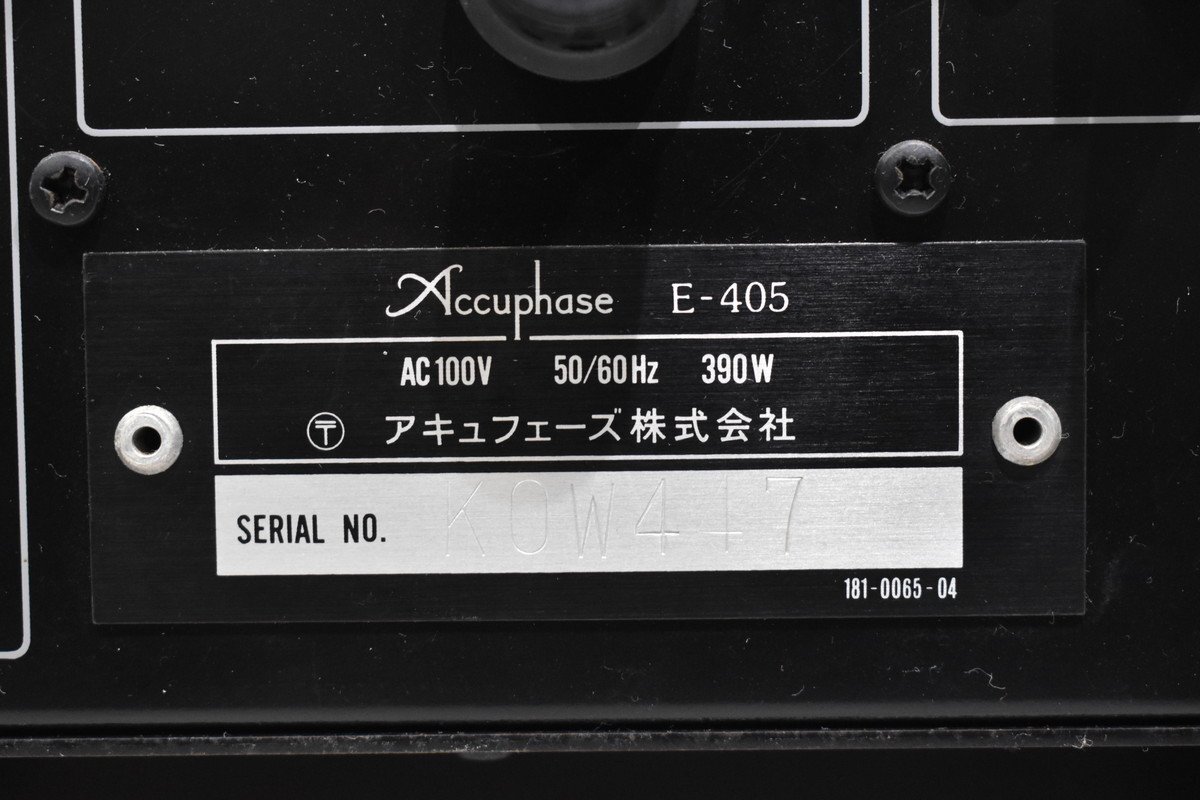 Accuphase E-405
AC100V 50/60Hz 390W
〒 アキュフェーズ株式会社
SERIAL NO. K0W417
181-0065-04